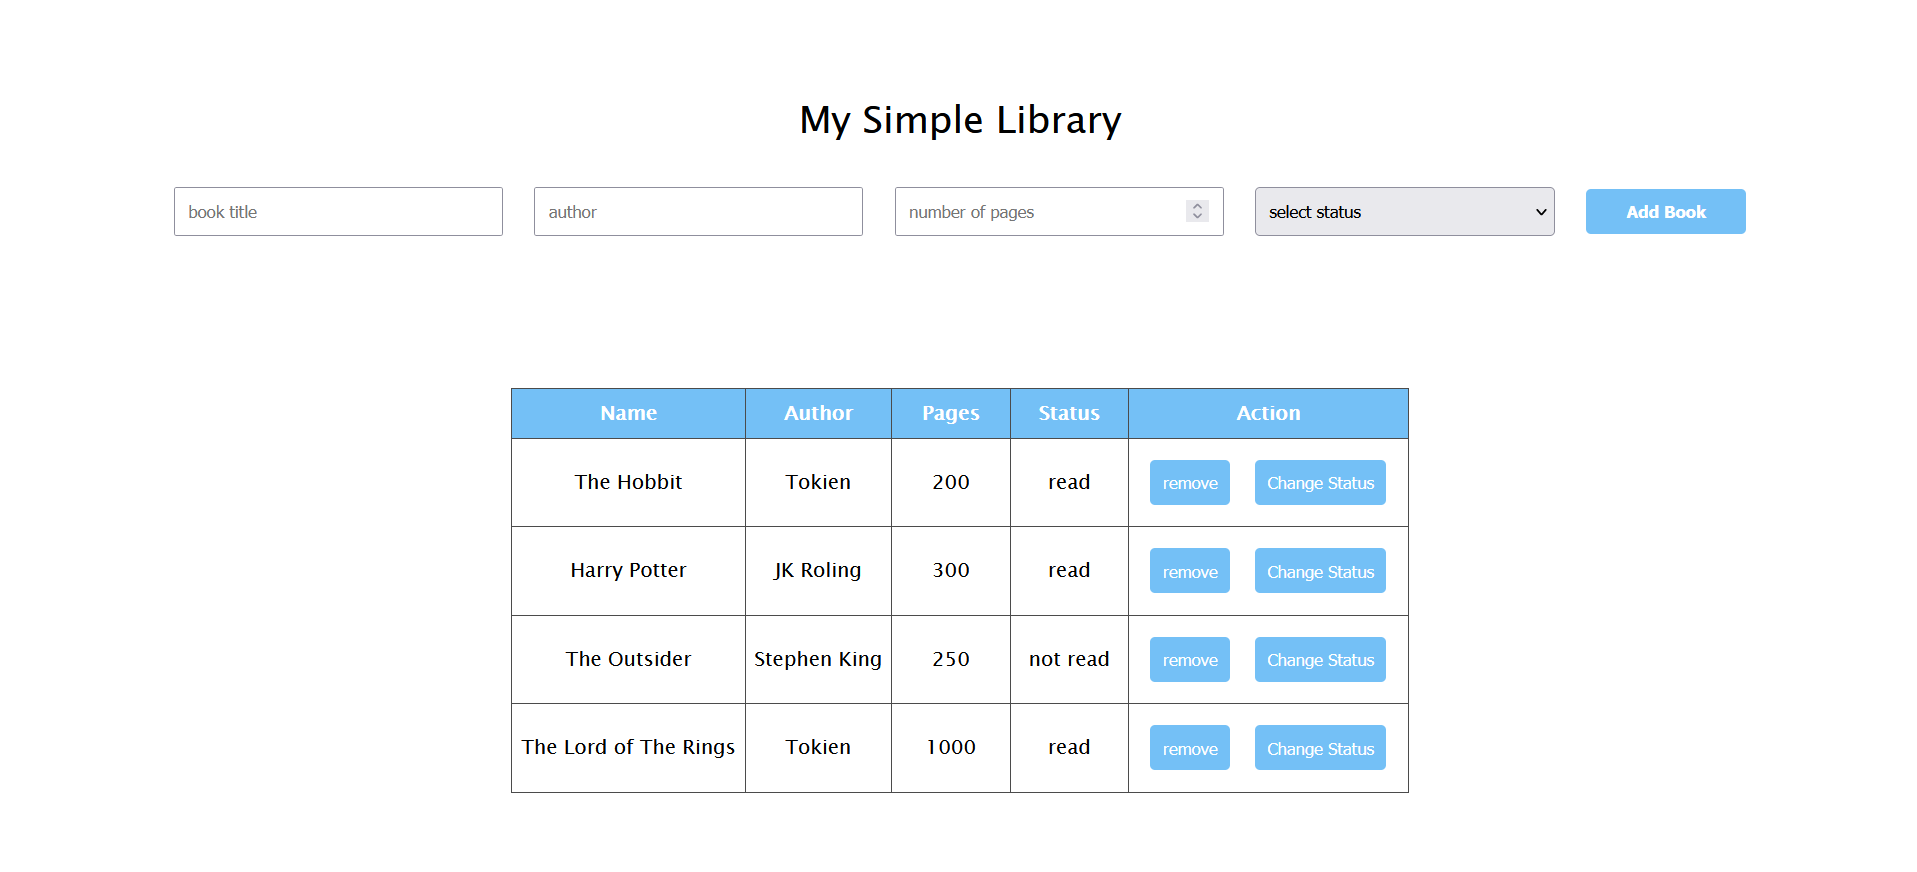 My Simple Library
book title author number of pages select status Add Book
Name Author Pages Status Action
The Hobbit Tokien 200 read remove Change Status
Harry Potter JK Roling 300 read remove Change Status
The Outsider Stephen King 250 not read remove Change Status
The Lord of The Rings Tokien 1000 read remove Change Status